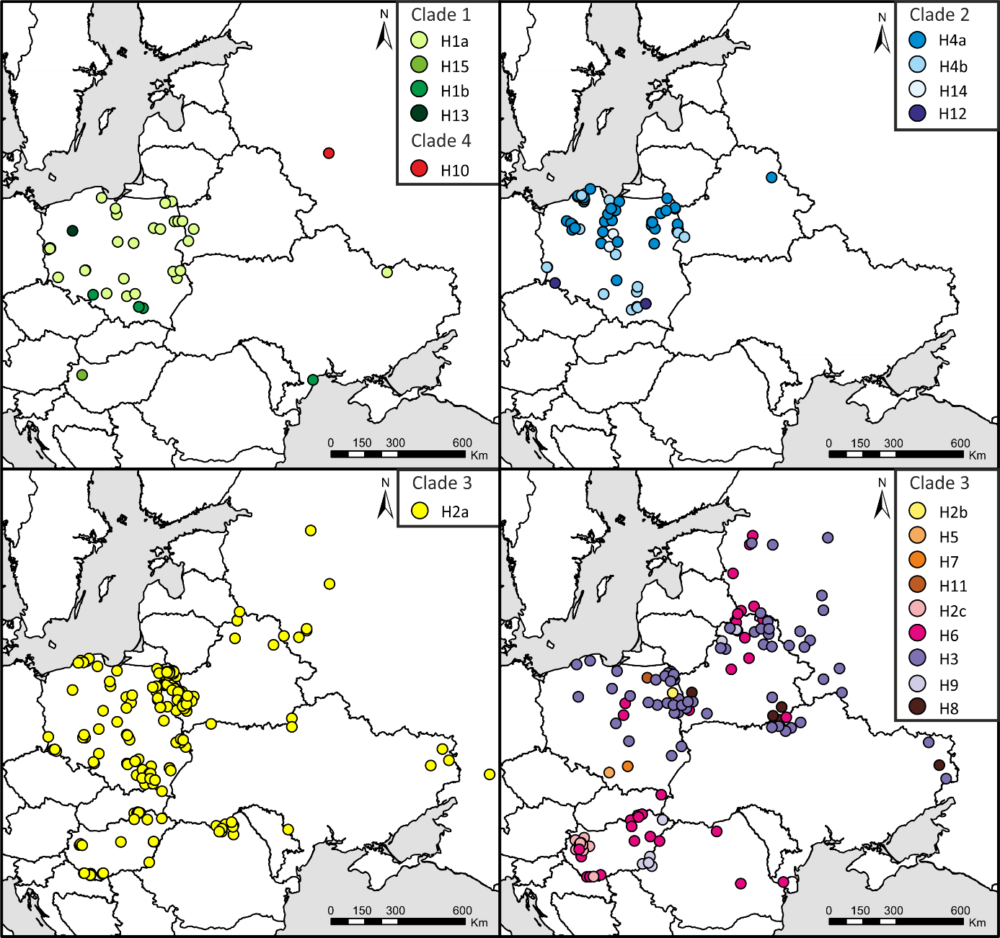 Clade 1
N
H1a
H15
H1b
H13
Clade 4
H10
0 150 300 600
Km
Clade 2
N
H4a
H4b
H14
H12
0 150 300 600
Km
Clade 3
N
H2a
0 150 300 600
Km
Clade 3
N
H2b
H5
H7
H11
H2c
H6
H3
H9
H8
0 150 300 600
Km